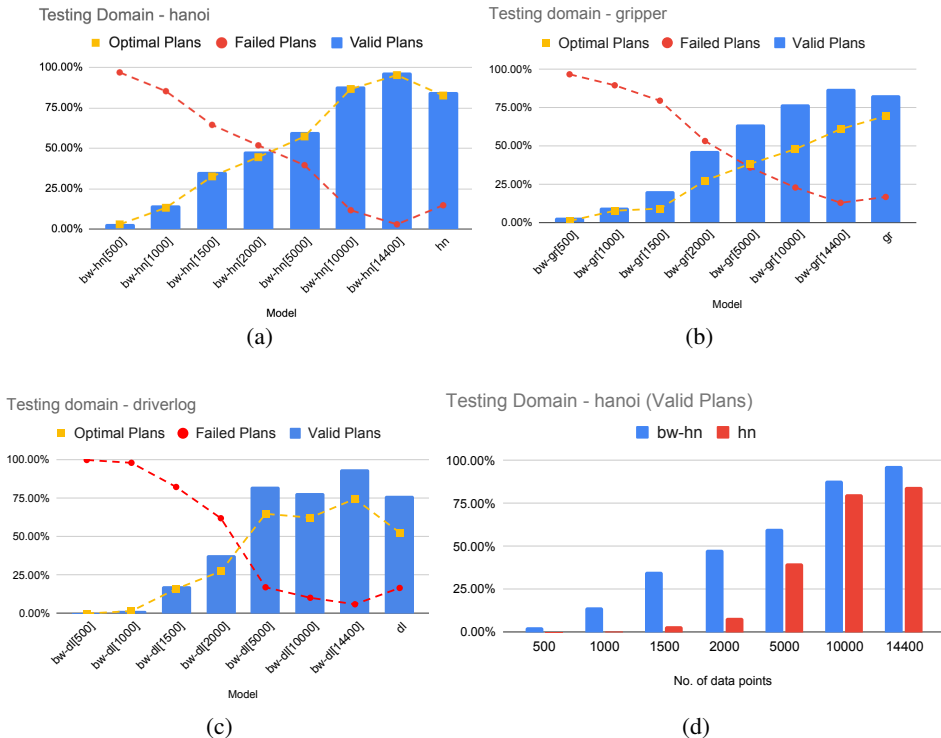 Testing Domain - hanoi
Optimal Plans Failed Plans Valid Plans
100.00%
75.00%
50.00%
25.00%
0.00%
bw-hn[500] bw-hn[1000] bw-hn[1500] bw-hn[2000] bw-hn[5000] bw-hn[10000] bw-hn[14400] hn
Model
(a)
Testing domain - gripper
Optimal Plans Failed Plans Valid Plans
100.00%
75.00%
50.00%
25.00%
0.00%
bw-gr[500] bw-gr[1000] bw-gr[1500] bw-gr[2000] bw-gr[5000] bw-gr[10000] bw-gr[14400] gr
Model
(b)
Testing domain - driverlog
Optimal Plans Failed Plans Valid Plans
100.00%
75.00%
50.00%
25.00%
0.00%
bw-dl[500] bw-dl[1000] bw-dl[1500] bw-dl[2000] bw-dl[5000] bw-dl[10000] bw-dl[14400] dl
Model
(c)
Testing Domain - hanoi (Valid Plans)
bw-hn hn
100.00%
75.00%
50.00%
25.00%
0.00%
500 1000 1500 2000 5000 10000 14400
No. of data points
(d)